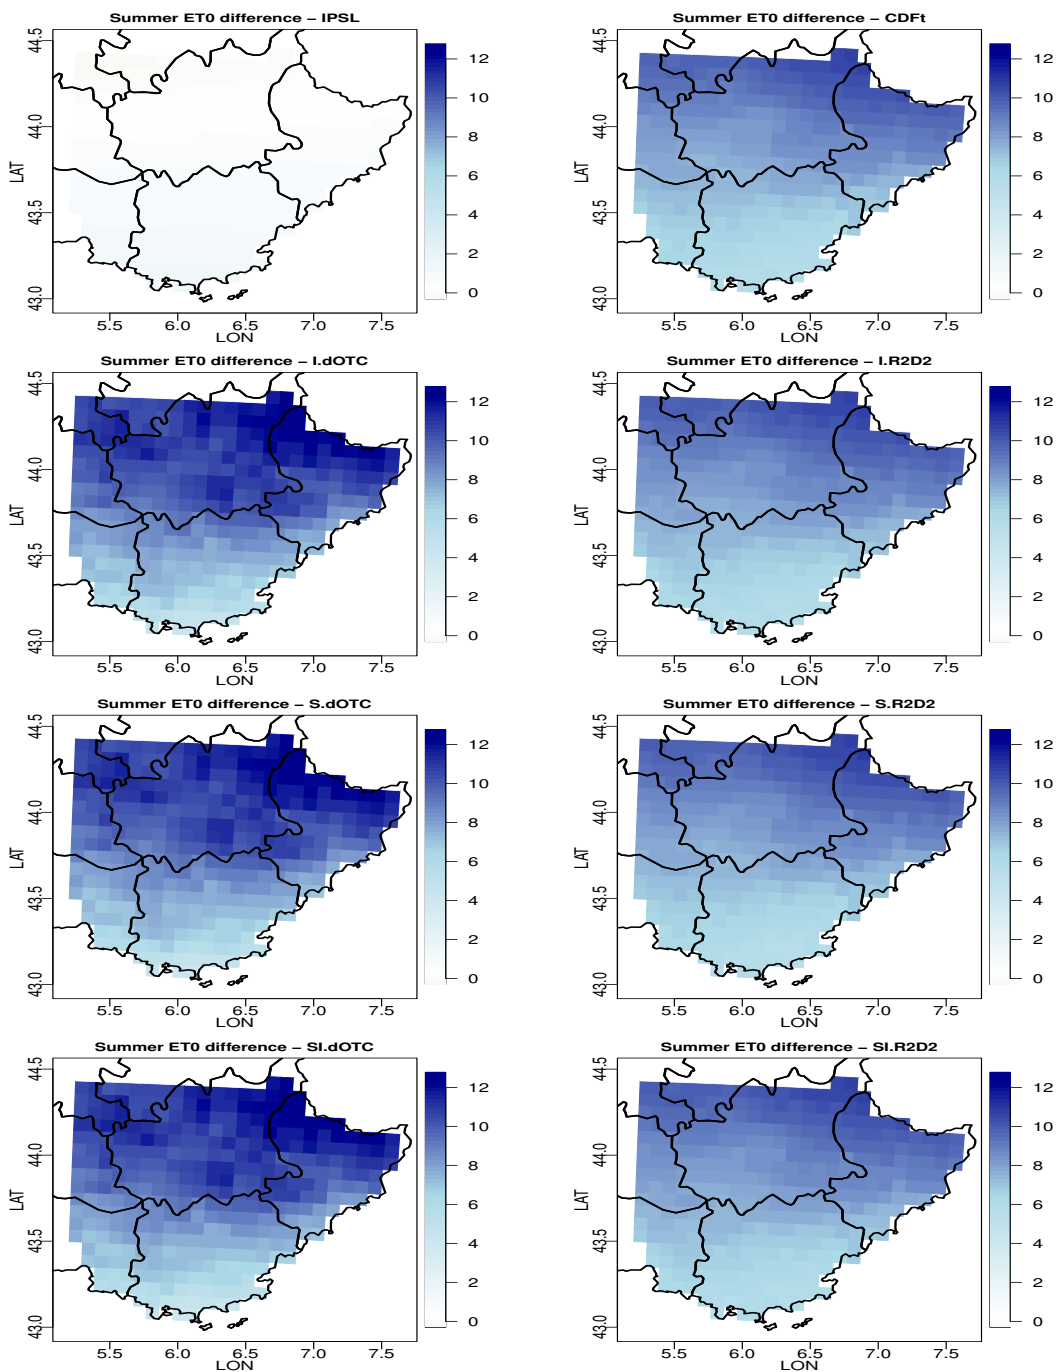 Summer ET0 difference − IPSL
LAT
44.5
44.0
43.5
43.0
5.5 6.0 6.5 7.0 7.5
LON
12
10
8
6
4
2
0
Summer ET0 difference − CDFt
LAT
44.5
44.0
43.5
43.0
5.5 6.0 6.5 7.0 7.5
LON
12
10
8
6
4
2
0
Summer ET0 difference − I.dOTC
LAT
44.5
44.0
43.5
43.0
5.5 6.0 6.5 7.0 7.5
LON
12
10
8
6
4
2
0
Summer ET0 difference − I.R2D2
LAT
44.5
44.0
43.5
43.0
5.5 6.0 6.5 7.0 7.5
LON
12
10
8
6
4
2
0
Summer ET0 difference − S.dOTC
LAT
44.5
44.0
43.5
43.0
5.5 6.0 6.5 7.0 7.5
LON
12
10
8
6
4
2
0
Summer ET0 difference − S.R2D2
LAT
44.5
44.0
43.5
43.0
5.5 6.0 6.5 7.0 7.5
LON
12
10
8
6
4
2
0
Summer ET0 difference − SI.dOTC
LAT
44.5
44.0
43.5
43.0
5.5 6.0 6.5 7.0 7.5
LON
12
10
8
6
4
2
0
Summer ET0 difference − SI.R2D2
LAT
44.5
44.0
43.5
43.0
5.5 6.0 6.5 7.0 7.5
LON
12
10
8
6
4
2
0